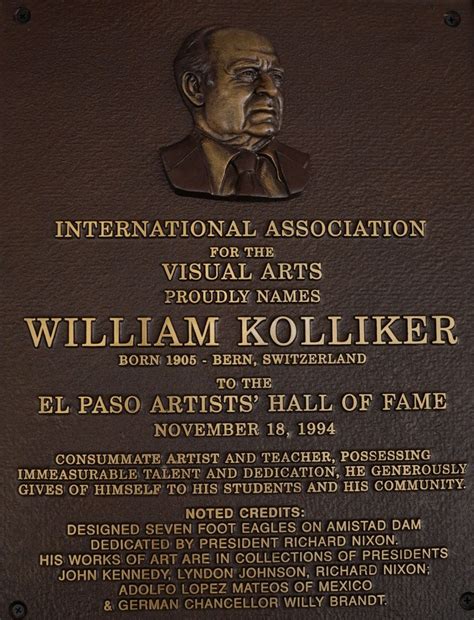 INTERNATIONAL ASSOCIATION
FOR THE
VISUAL ARTS
PROUDLY NAMES
WILLIAM KOLLIKER
BORN 1905 - BERN, SWITZERLAND
TO THE
EL PASO ARTISTS' HALL OF FAME
NOVEMBER 18, 1994
CONSUMMATE ARTIST AND TEACHER, POSSESSING
IMMEASURABLE TALENT AND DEDICATION, HE GENEROUSLY
GIVES OF HIMSELF TO HIS STUDENTS AND HIS COMMUNITY.
NOTED CREDITS:
DESIGNED SEVEN FOOT EAGLES ON AMISTAD DAM
DEDICATED BY PRESIDENT RICHARD NIXON.
HIS WORKS OF ART ARE IN COLLECTIONS OF PRESIDENTS
JOHN KENNEDY, LYNDON JOHNSON, RICHARD NIXON;
ADOLFO LOPEZ MATEOS OF MEXICO
& GERMAN CHANCELLOR WILLY BRANDT.